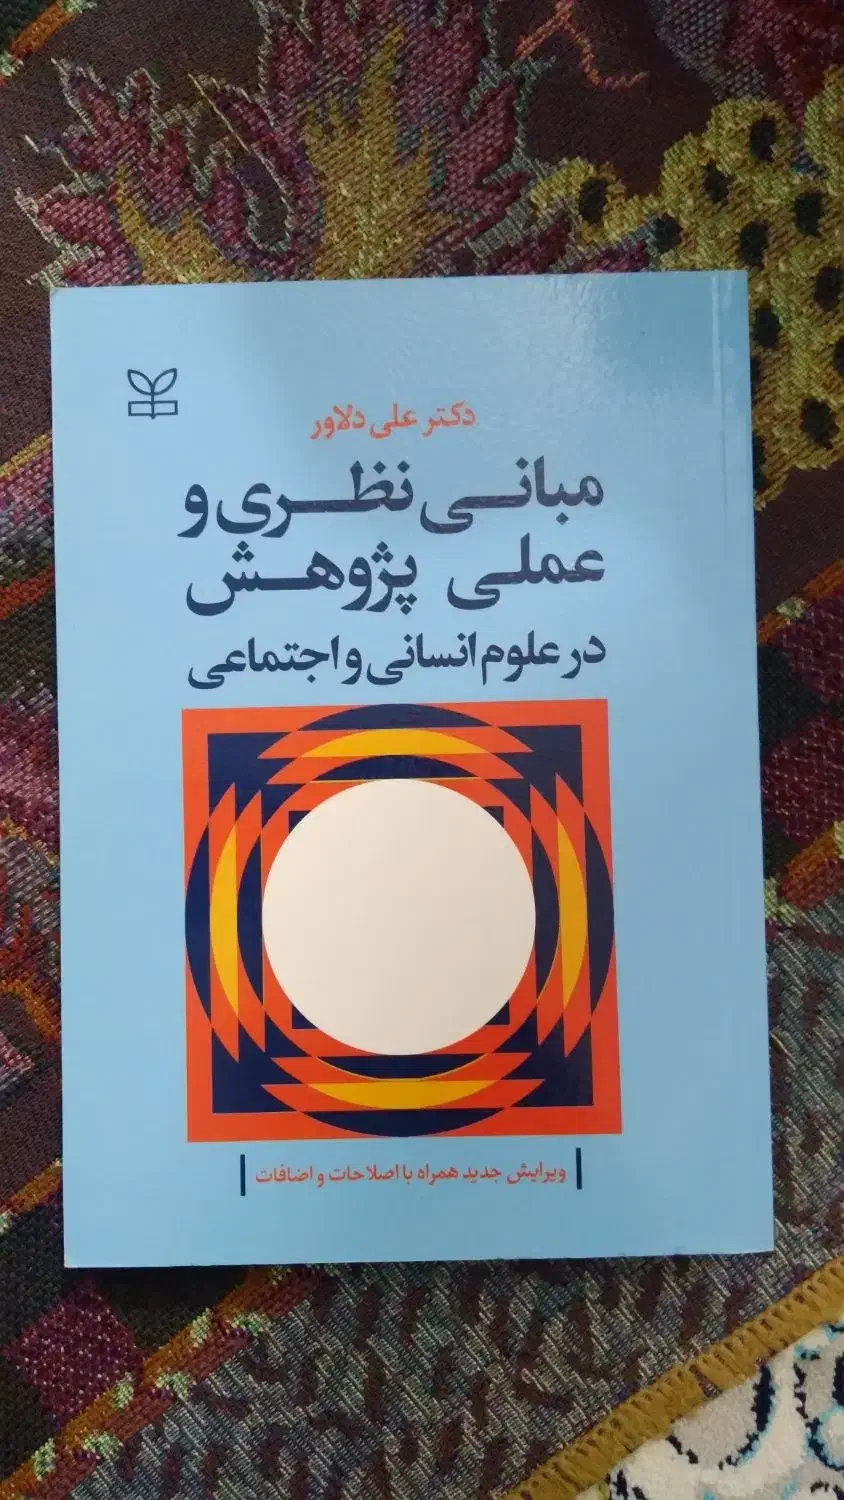 دکتر علی دلاور
مبانی نظری و
عملی پژوهش
در علوم انسانی و اجتماعی
ویرایش جدید همراه با اصلاحات و اضافات